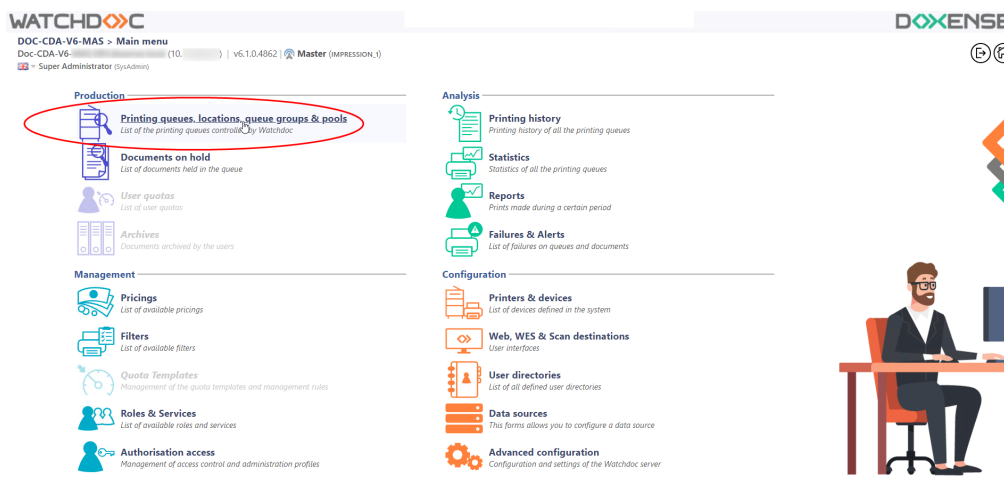 WATCHDOC
DOXENSE
DOC-CDA-V6-MAS > Main menu
Doc-CDA-V6- (10. ) | v6.1.0.4862 | Master (IMPRESSION_1)
Super Administrator (SysAdmin)
Production
Printing queues, locations, queue groups & pools
List of the printing queues controlled by Watchdoc
Documents on hold
List of documents held in the queue
User quotas
List of user quotas
Archives
Documents archived by the users
Analysis
Printing history
Printing history of all the printing queues
Statistics
Statistics of all the printing queues
Reports
Prints made during a certain period
Failures & Alerts
List of failures on queues and documents
Management
Pricings
List of available pricings
Filters
List of available filters
Quota Templates
Management of the quota templates and management rules
Roles & Services
List of available roles and services
Authorisation access
Management of access control and administration profiles
Configuration
Printers & devices
List of devices defined in the system
Web, WES & Scan destinations
User interfaces
User directories
List of all defined user directories
Data sources
This forms allows you to configure a data source
Advanced configuration
Configuration and settings of the Watchdoc server